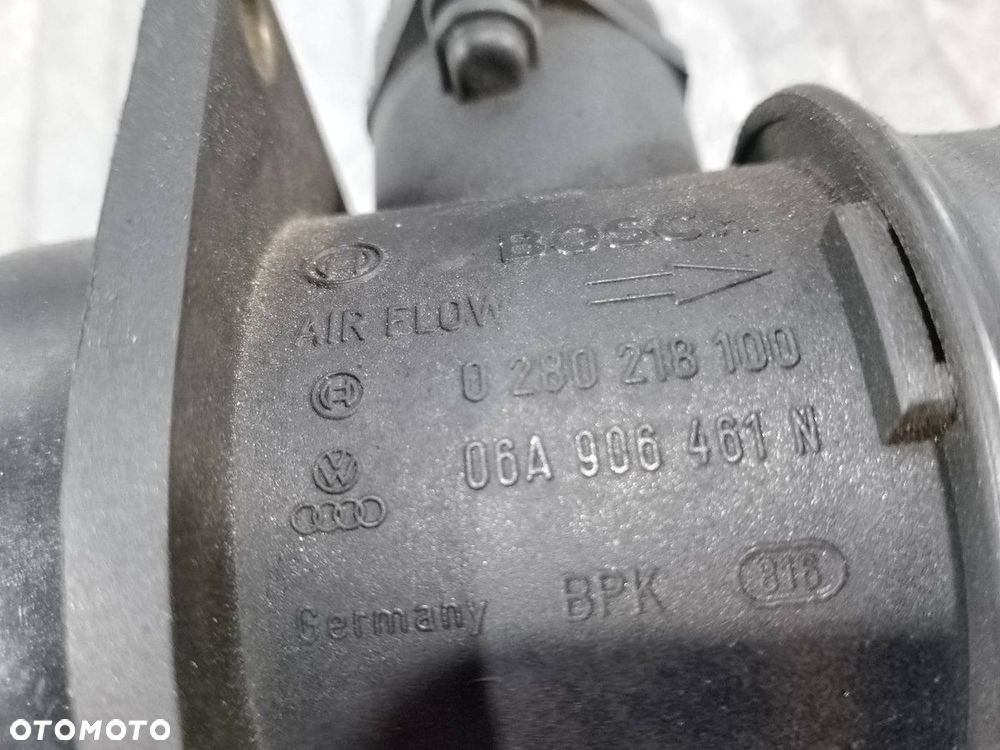 BOSCH
AIR FLOW
0 280 218 100
06A 906 461 N
Germany BPK 818
OTOMOTO